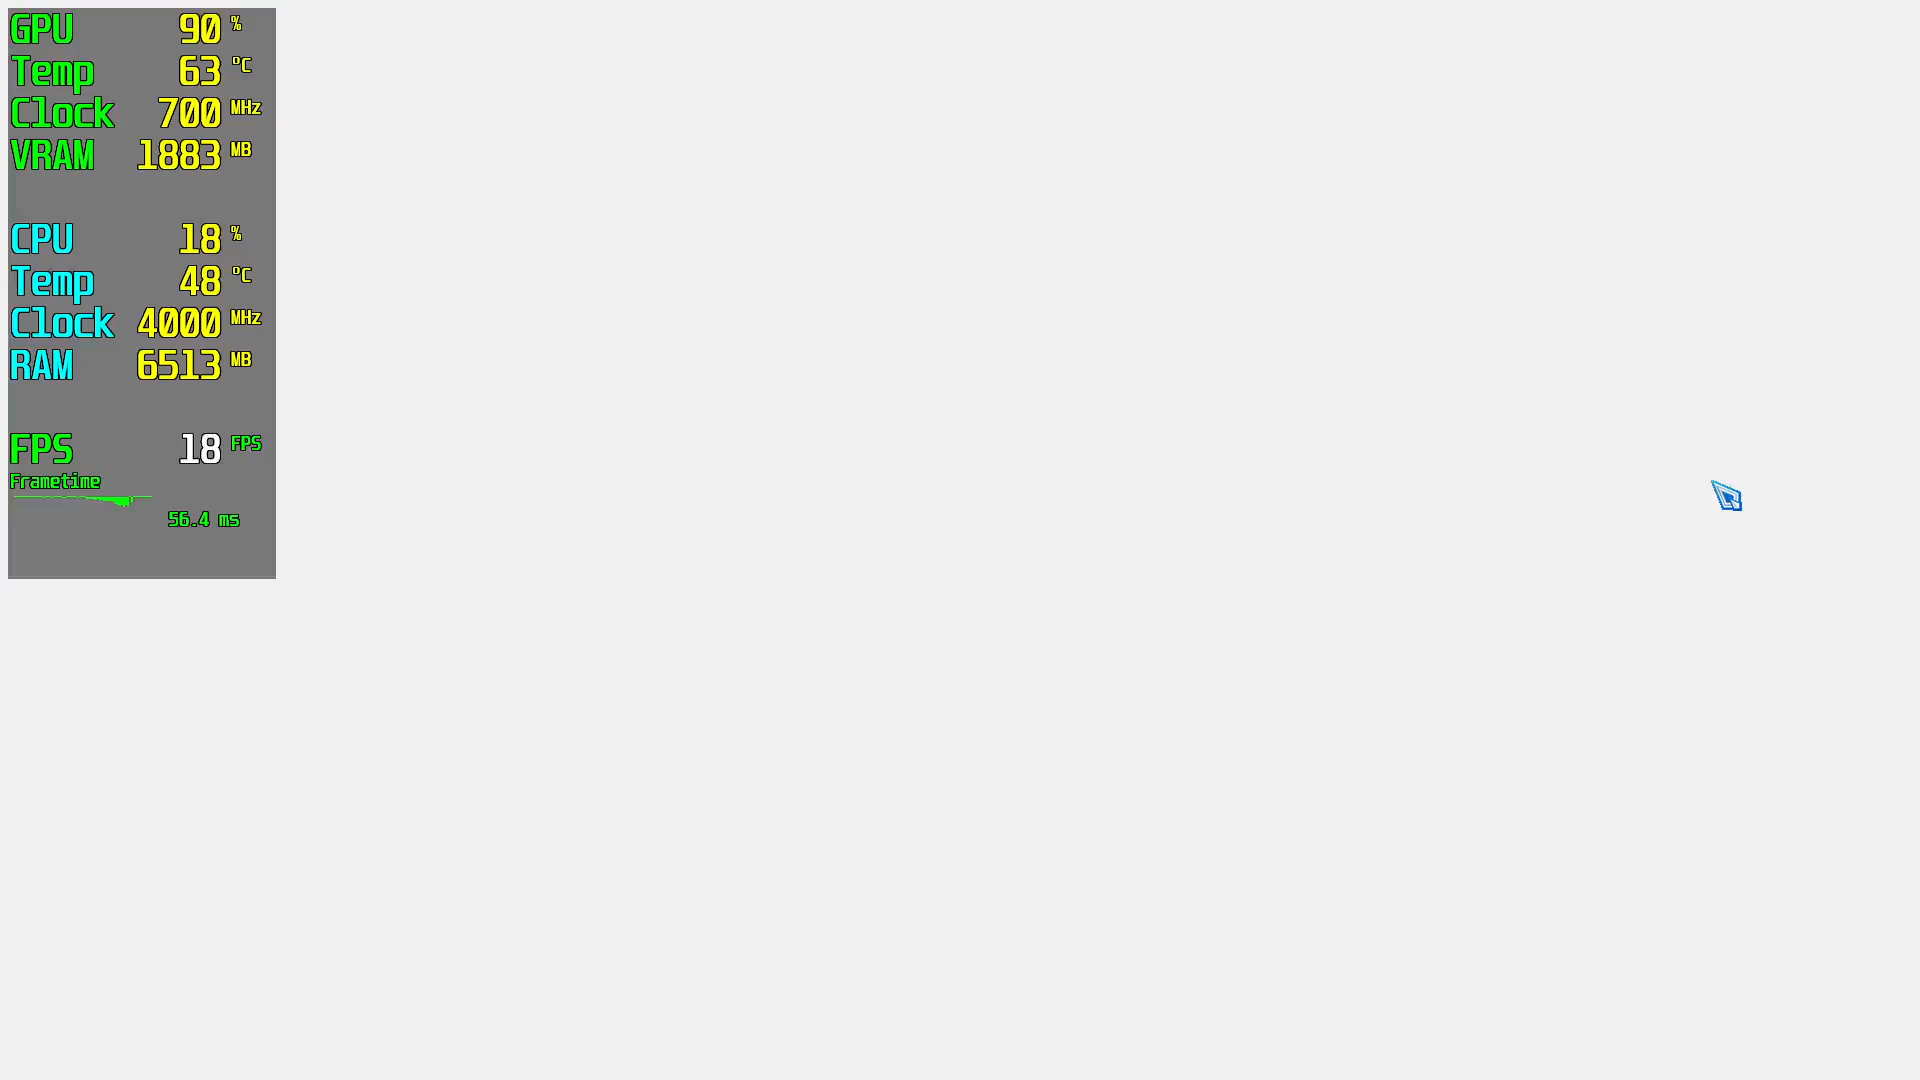 GPU 90 %
Temp 63 °C
Clock 700 MHz
VRAM 1883 MB
CPU 18 %
Temp 48 °C
Clock 4000 MHz
RAM 6513 MB
FPS 18 FPS
Frametime
56.4 ms